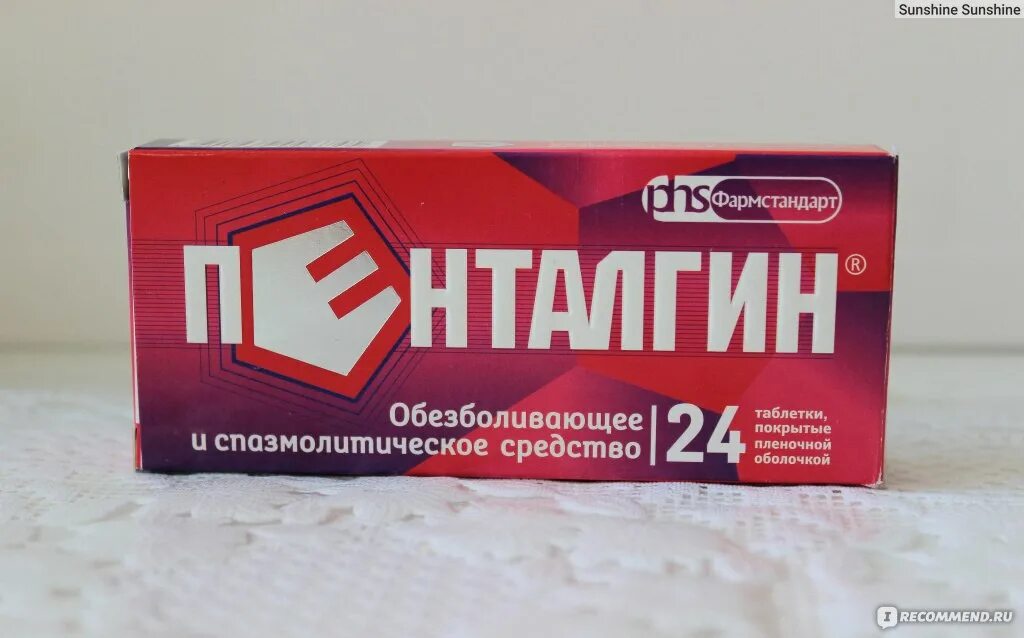 Sunshine Sunshine
phs Фармстандарт
ПЕНТАЛГИН®
Обезболивающее
и спазмолитическое средство
24
таблетки,
покрытые
пленочной
оболочкой
IRECOMMEND.RU